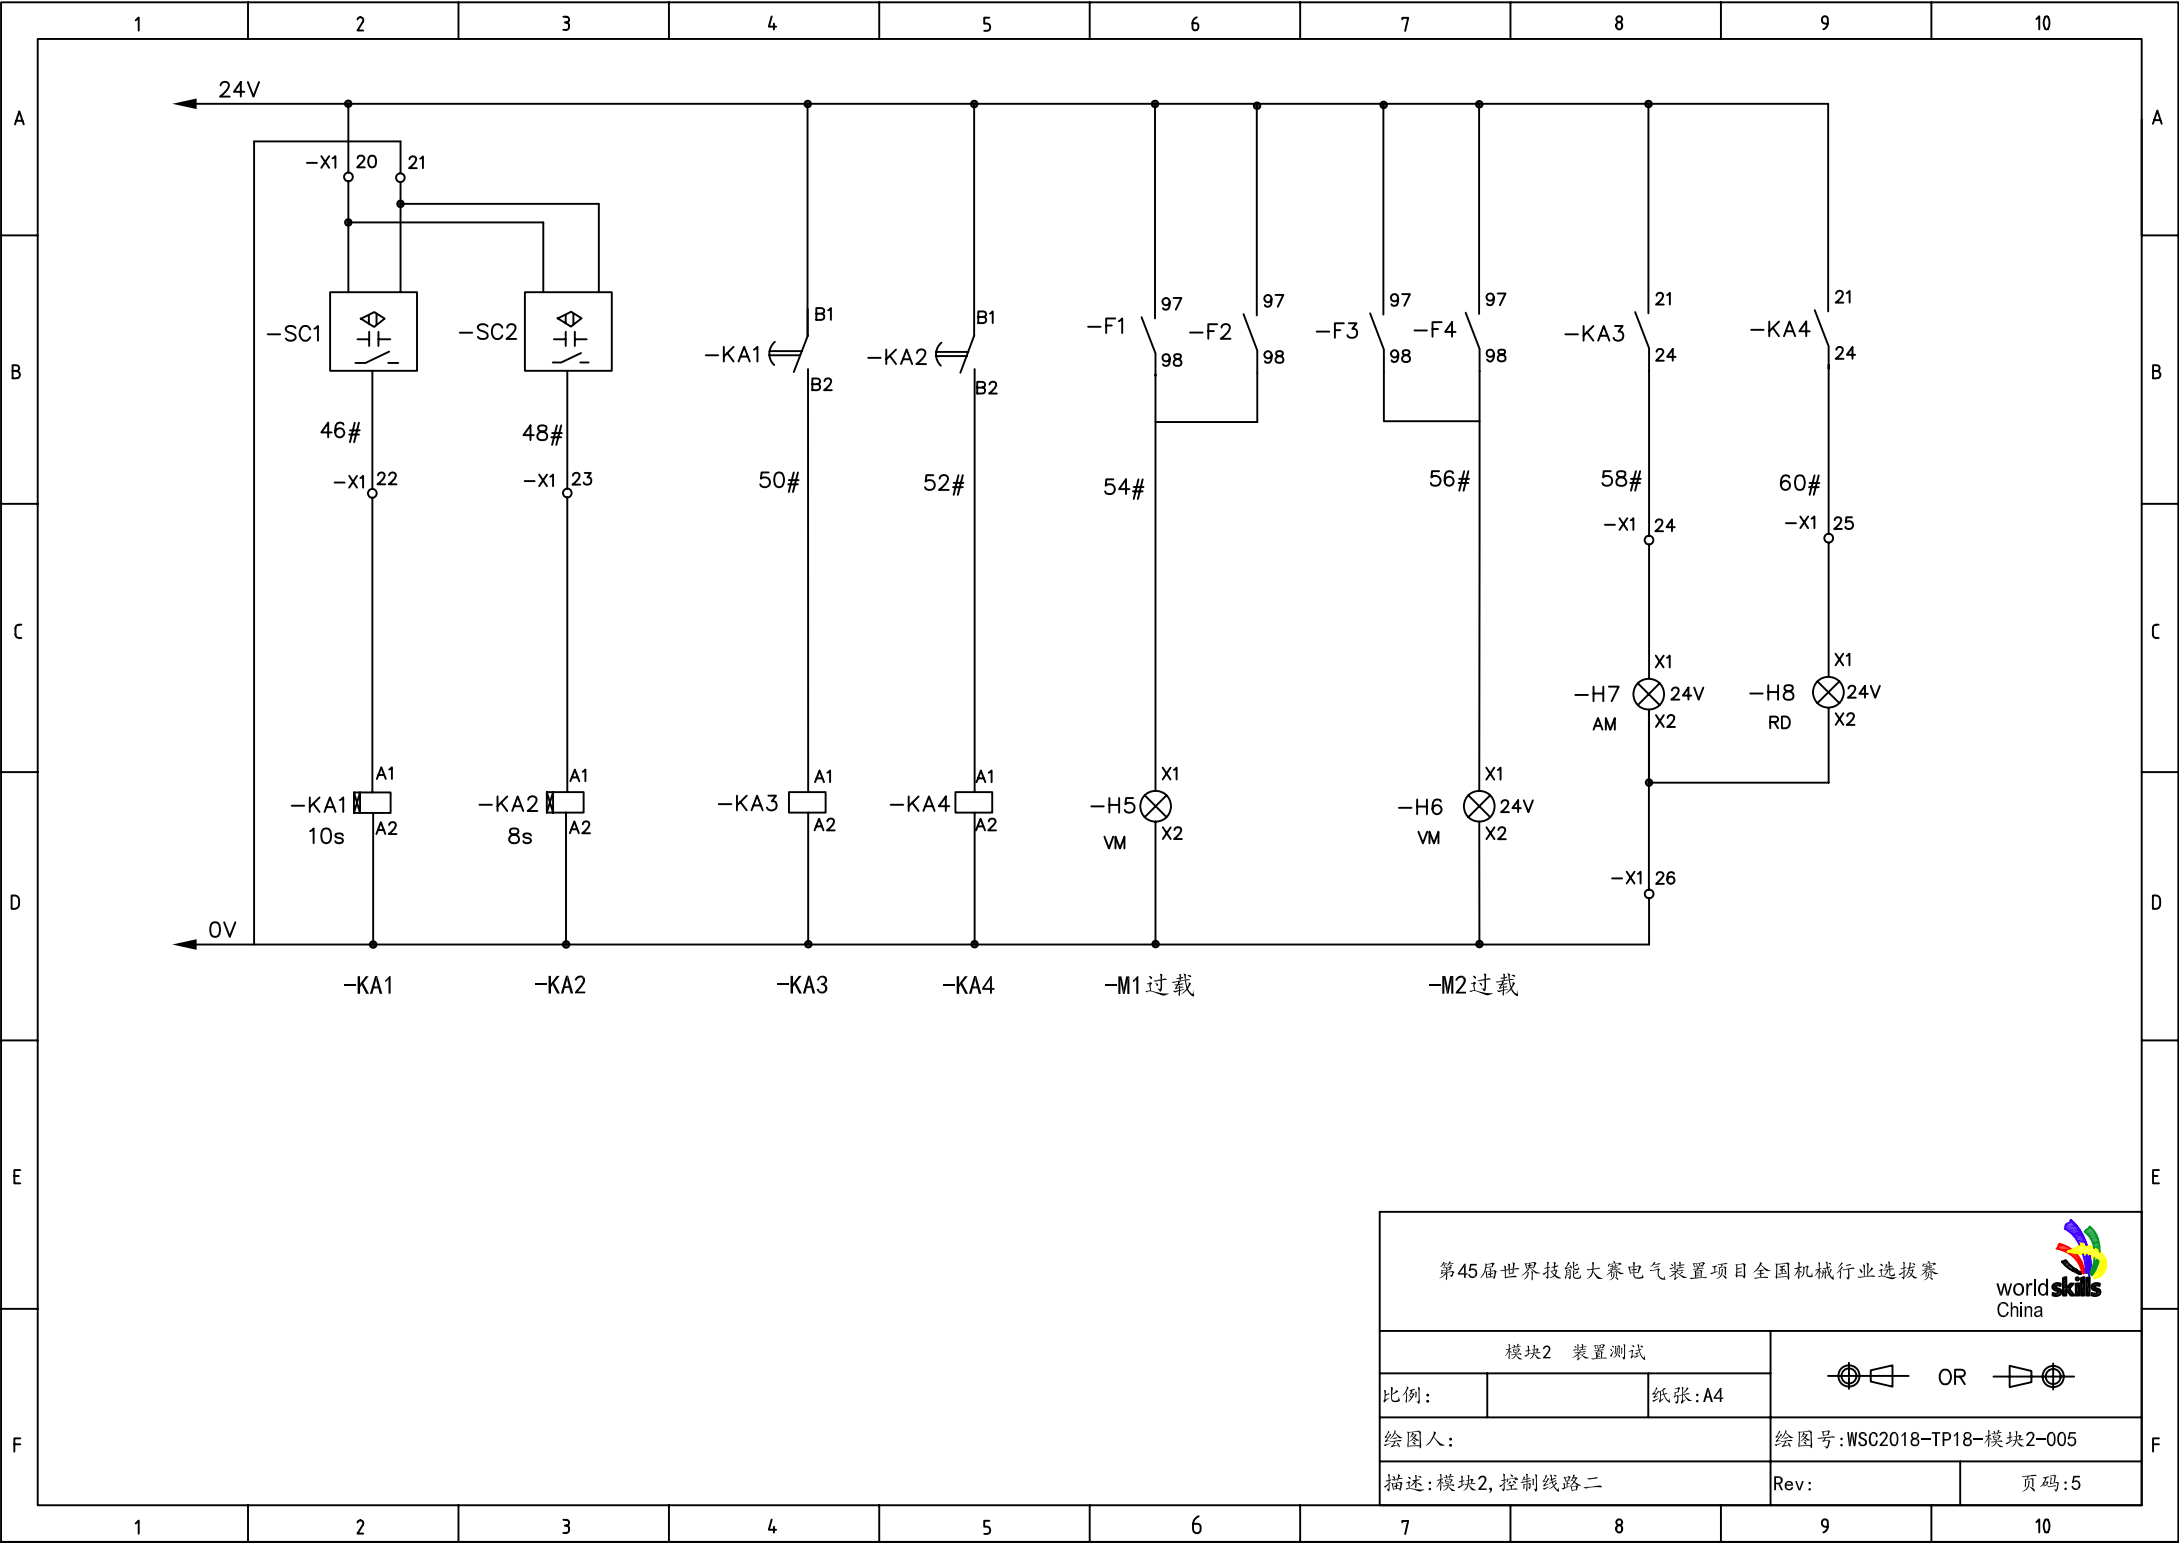 1 2 3 4 5 6 7 8 9 10
A A
24V
-X1 20 21
-SC1 -SC2
B1 B1
-KA1 -KA2
B2 B2
97 97 97 97 21 21
-F1 -F2 -F3 -F4 -KA3 -KA4
98 98 98 98 24 24
B B
46# 48#
-X1 22 -X1 23
50# 52# 54# 56# 58# 60#
-X1 24 -X1 25
C C
X1 X1
-H7 24V -H8 24V
AM X2 RD X2
A1 A1 A1 A1 X1 X1
-KA1 -KA2 -KA3 -KA4 -H5 -H6 24V
A2 A2 A2 A2 X2 X2
10s 8s VM VM
-X1 26
D D
0V
-KA1 -KA2 -KA3 -KA4 -M1过载 -M2过载
E E
第45届世界技能大赛电气装置项目全国机械行业选拔赛
worldskills
China
模块2 装置测试
OR
比例: 纸张:A4
F F
绘图人: 绘图号:WSC2018-TP18-模块2-005
描述:模块2,控制线路二 Rev: 页码:5
1 2 3 4 5 6 7 8 9 10